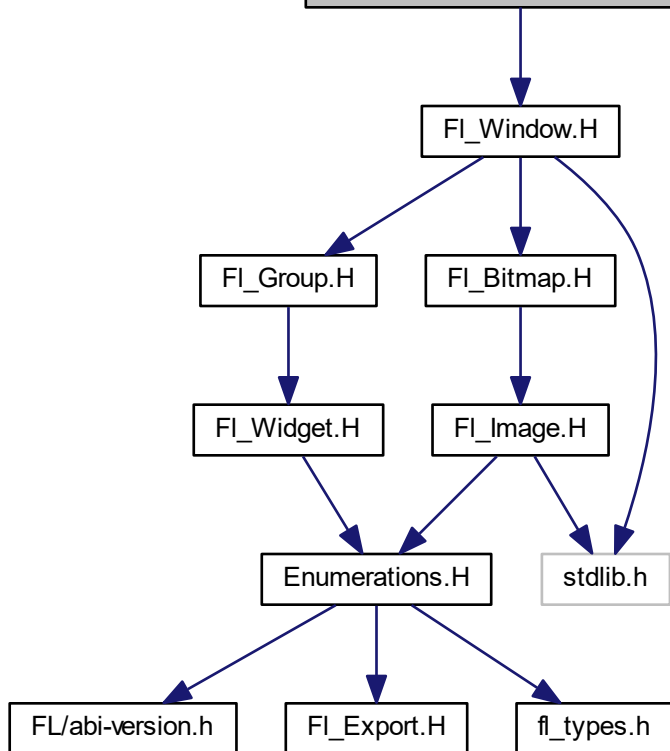 Fl_Window.H
Fl_Group.H
Fl_Bitmap.H
Fl_Widget.H
Fl_Image.H
Enumerations.H
stdlib.h
FL/abi-version.h
Fl_Export.H
fl_types.h